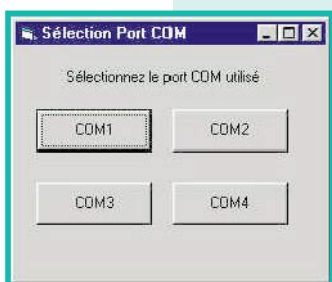 Sélection Port COM
Sélectionnez le port COM utilisé
COM1 COM2
COM3 COM4